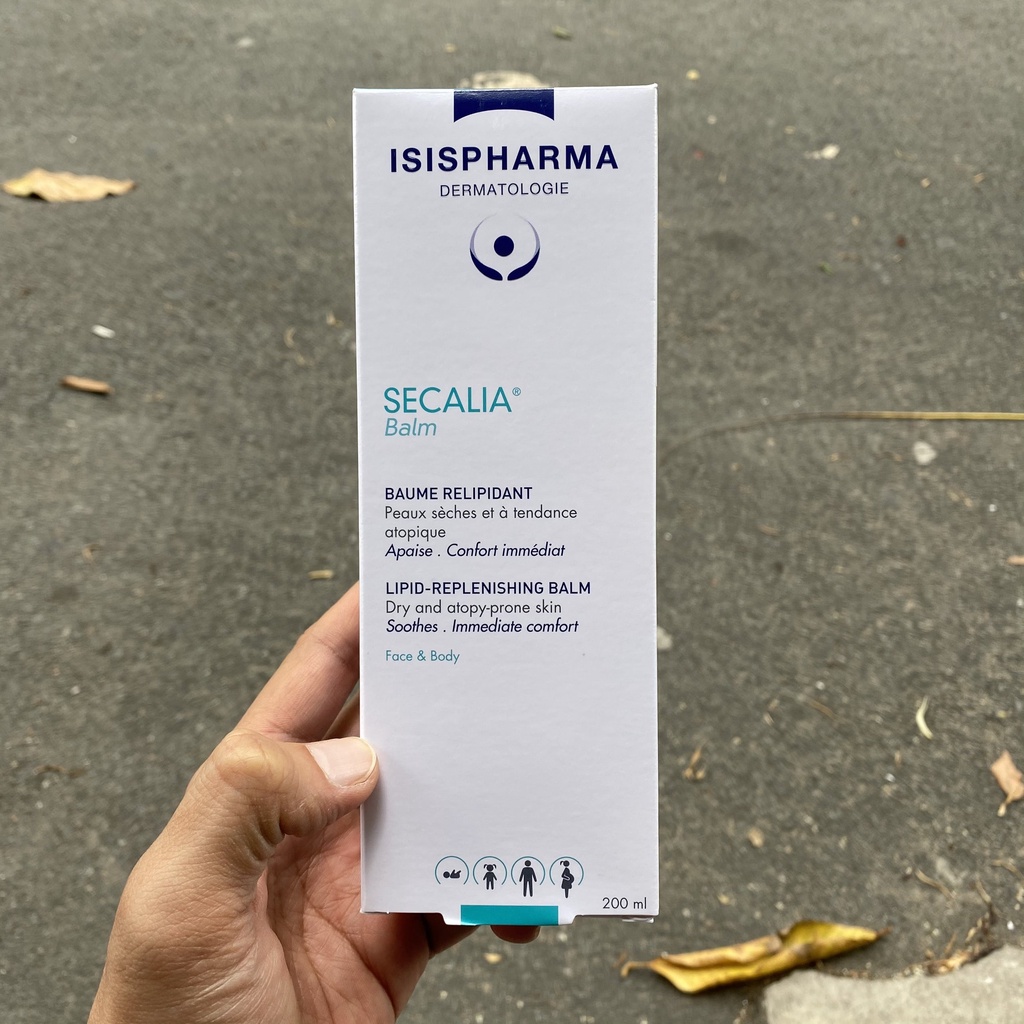 ISISPHARMA
DERMATOLOGIE
SECALIA®
Balm
BAUME RELIPIDANT
Peaux sèches et à tendance
atopique
Apaise . Confort immédiat
LIPID-REPLENISHING BALM
Dry and atopy-prone skin
Soothes . Immediate comfort
Face & Body
200 ml